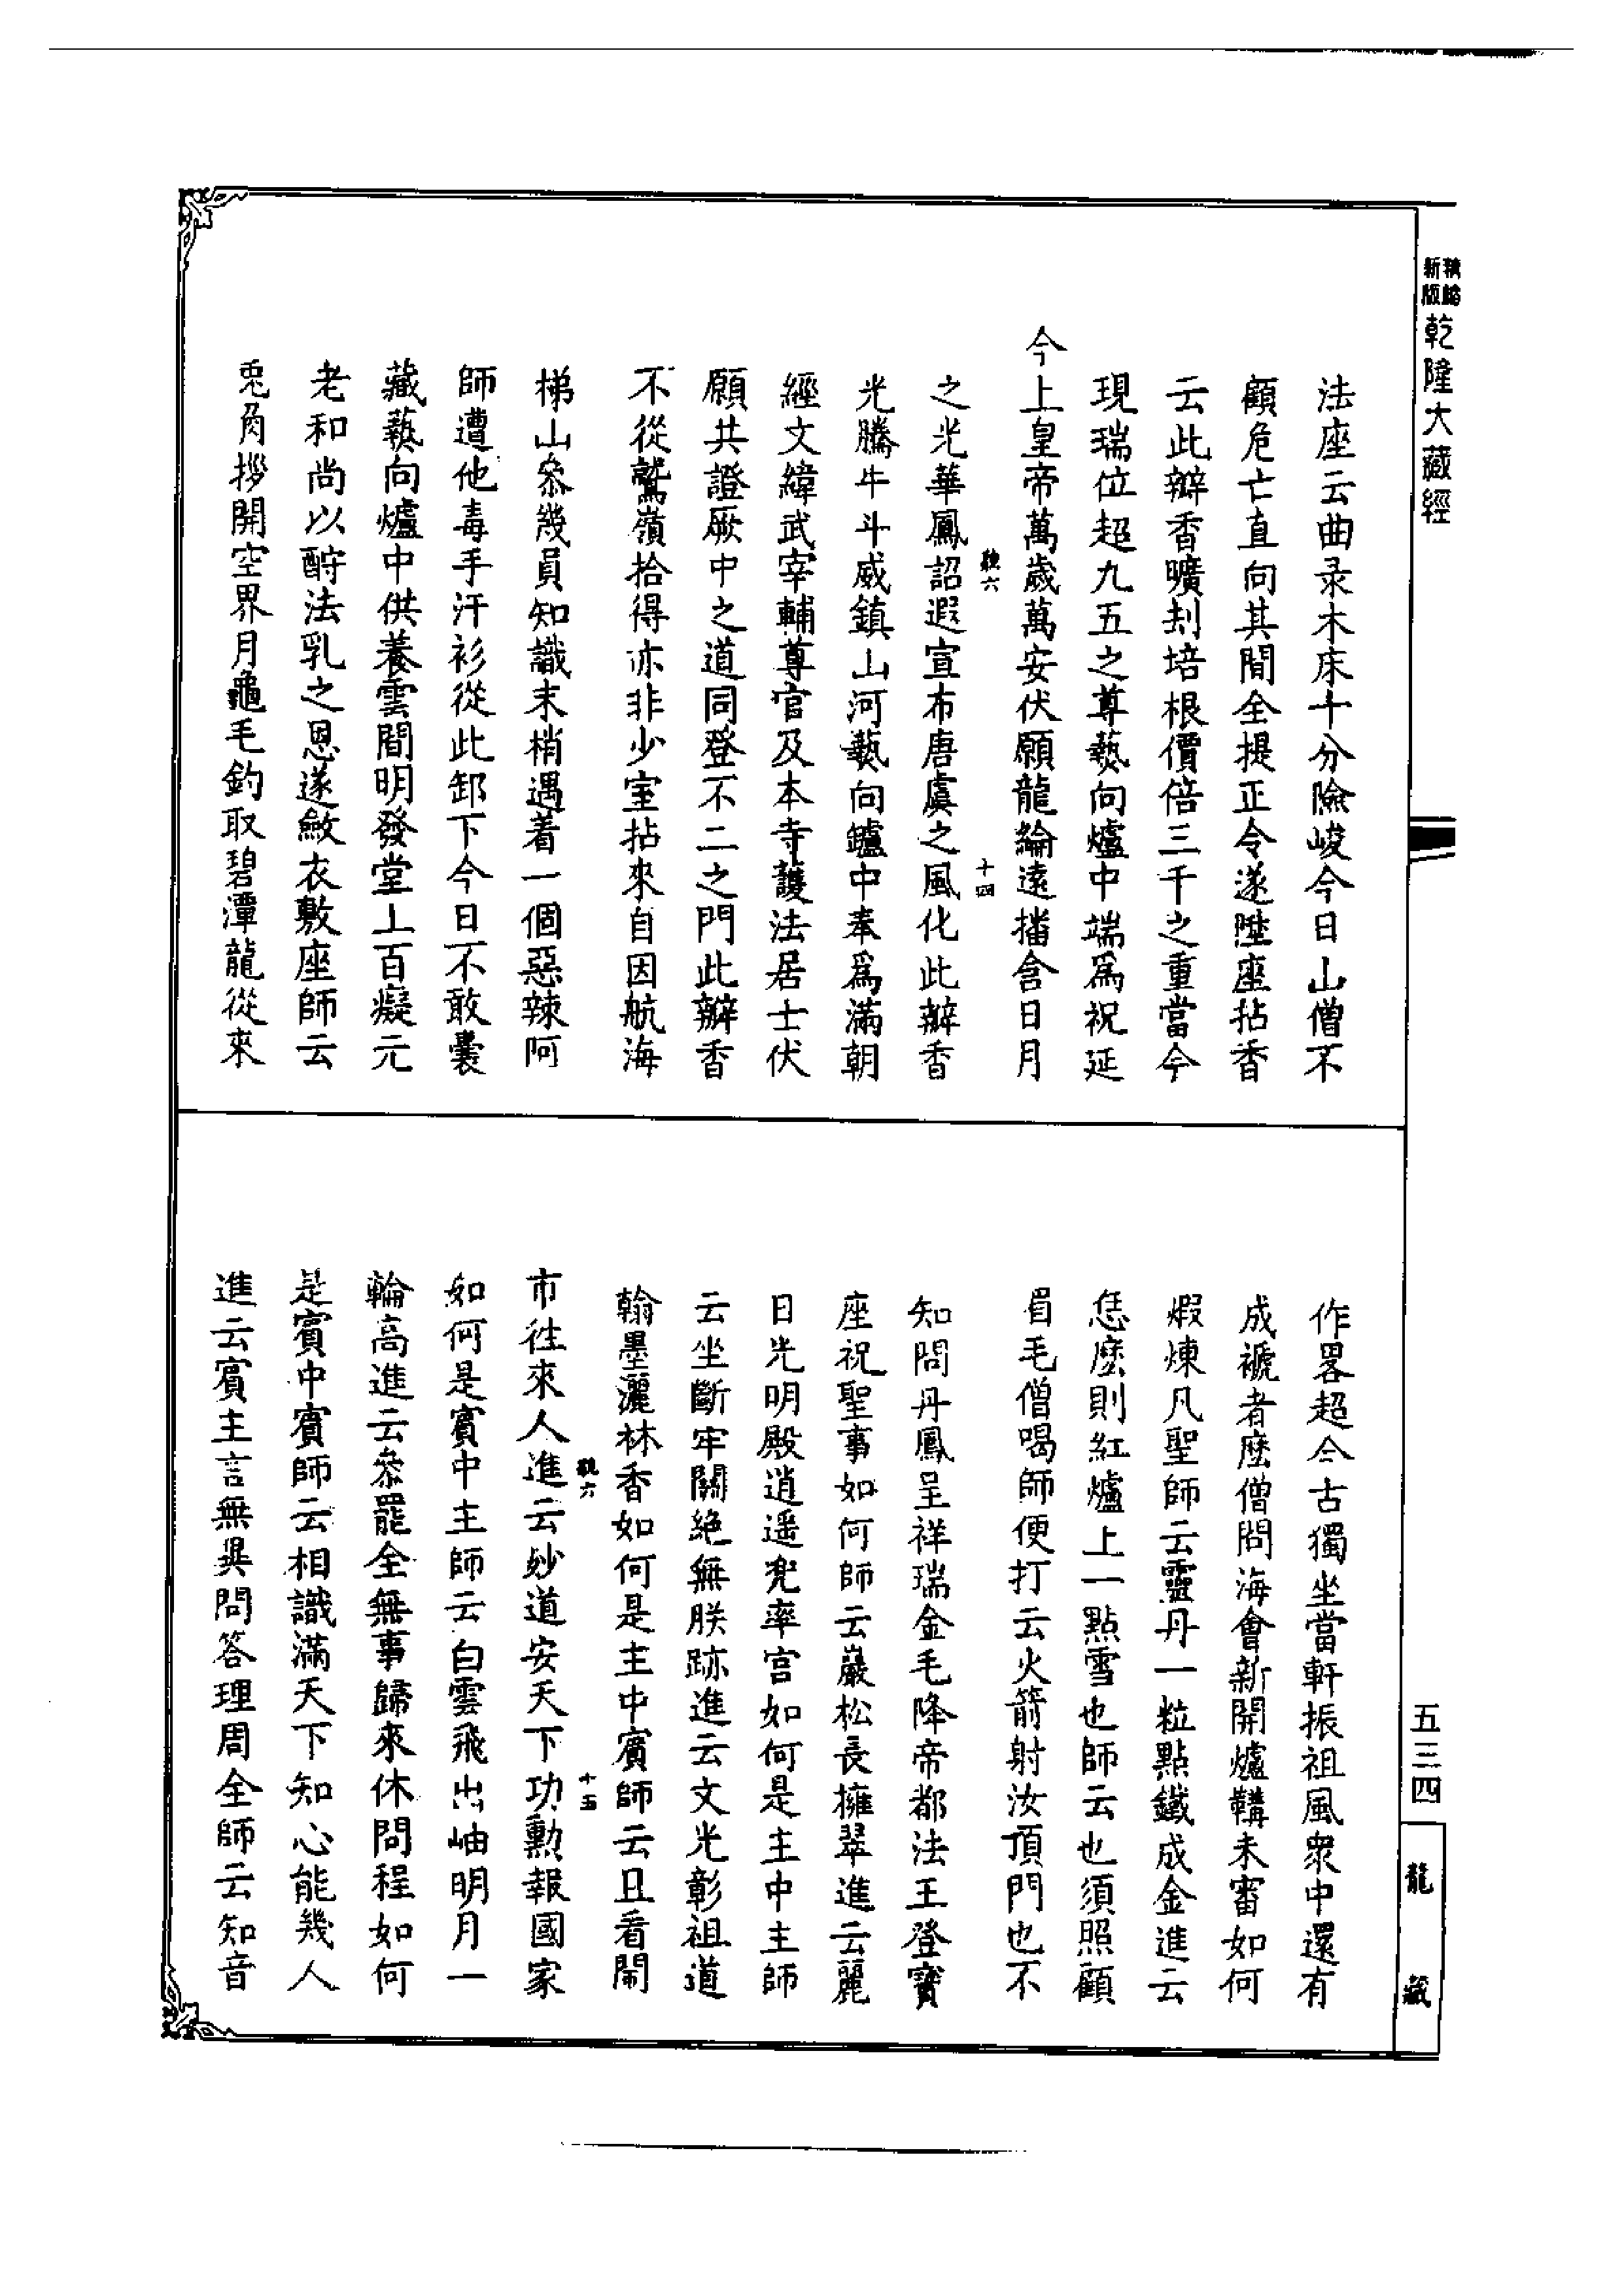 精縮新版乾隆大藏經
法座云曲录木床十分險峻今日山僧不
顧危亡直向其間全提正令遂陞座拈香
云此瓣香曠刦培根價倍三千之重當今
現瑞位超九五之尊爇向爐中端為祝延
今上皇帝萬歲萬安伏願龍綸遠播含日月
之光華鳳詔遐宣布唐虞之風化此瓣香
光騰牛斗威鎮山河爇向鑪中奉為滿朝
經文緯武宰輔尊官及本寺護法居士伏
願共證厥中之道同登不二之門此瓣香
不從鷲嶺拾得亦非少室拈來自因航海
梯山叅幾員知識末梢遇着一個惡辣阿
師遭他毒手汗衫從此卸下今日不敢囊
藏爇向爐中供養雲間明發堂上百癡元
老和尚以酧法乳之恩遂斂衣敷座師云
兎角拶開空界月龜毛釣取碧潭龍從來
作畧超今古獨坐當軒振祖風衆中還有
成褫者麽僧問海會新開爐韝未審如何
煆煉凡聖師云靈丹一粒點鐵成金進云
恁麽則紅爐上一點雪也師云也須照顧
眉毛僧喝師便打云火箭射汝頂門也不
知問丹鳳呈祥瑞金毛降帝都法王登寶
座祝聖事如何師云巖松長擁翠進云麗
日光明殿逍遥兠率宫如何是主中主師
云坐斷牢關絶無朕跡進云文光彰祖道
翰墨灑林香如何是主中賓師云且看鬧
市徃來人進云妙道安天下功勲報國家
如何是賓中主師云白雲飛出岫明月一
輪高進云叅罷全無事歸來休問程如何
是賓中賓師云相識滿天下知心能幾人
進云賓主言無異問答理周全師云知音
六
十四
六
十五
五三四
龍藏